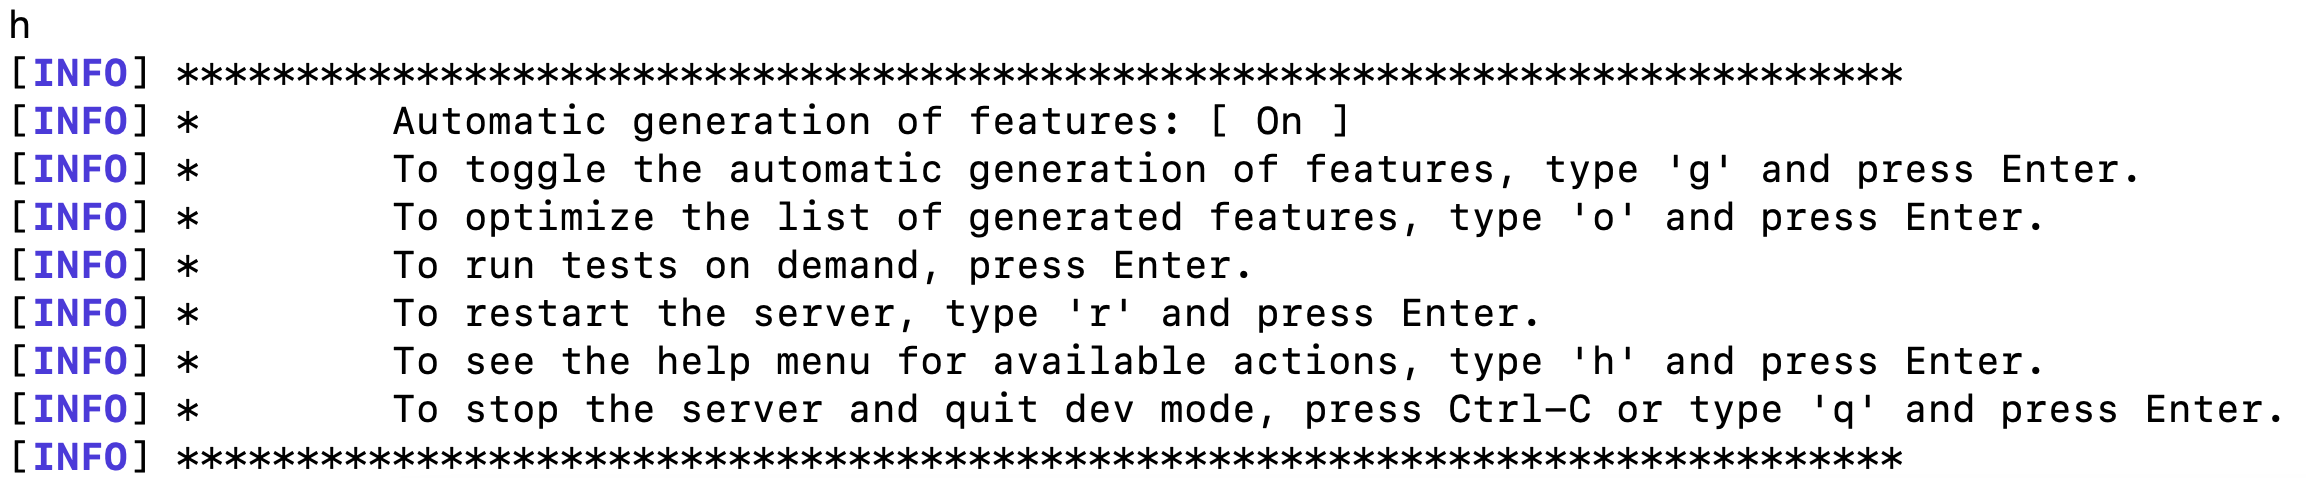 h
[INFO] ************************************************************************
[INFO] *        Automatic generation of features: [ On ]
[INFO] *        To toggle the automatic generation of features, type 'g' and press Enter.
[INFO] *        To optimize the list of generated features, type 'o' and press Enter.
[INFO] *        To run tests on demand, press Enter.
[INFO] *        To restart the server, type 'r' and press Enter.
[INFO] *        To see the help menu for available actions, type 'h' and press Enter.
[INFO] *        To stop the server and quit dev mode, press Ctrl-C or type 'q' and press Enter.
[INFO] ************************************************************************